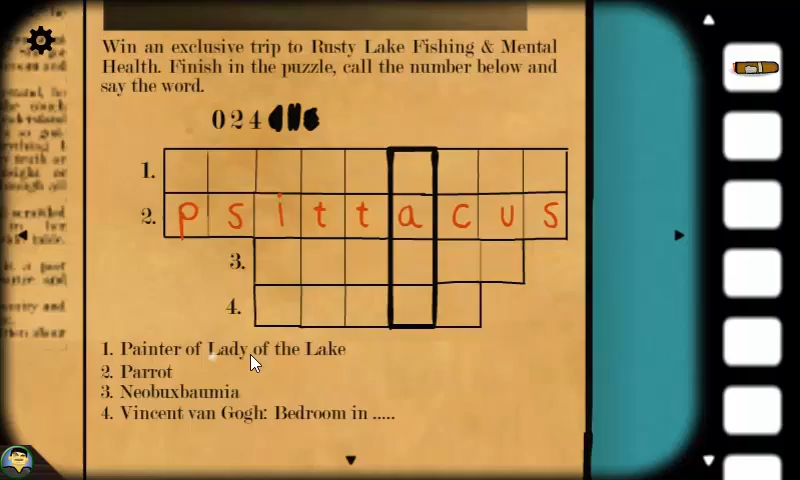 Win an exclusive trip to Rusty Lake Fishing & Mental
Health. Finish in the puzzle, call the number below and
say the word.
024
1.
2. psittacus
3.
4.
1. Painter of Lady of the Lake
2. Parrot
3. Neobuxbaumia
4. Vincent van Gogh: Bedroom in .....